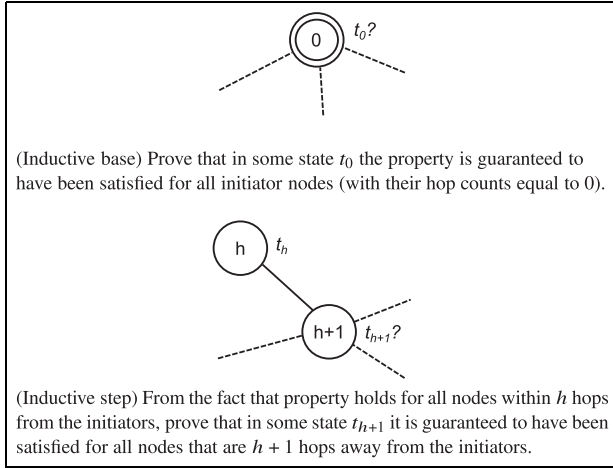 0 t₀?
(Inductive base) Prove that in some state t₀ the property is guaranteed to
have been satisfied for all initiator nodes (with their hop counts equal to 0).
h tₕ
h+1 tₕ₊₁?
(Inductive step) From the fact that property holds for all nodes within h hops
from the initiators, prove that in some state tₕ₊₁ it is guaranteed to have been
satisfied for all nodes that are h + 1 hops away from the initiators.